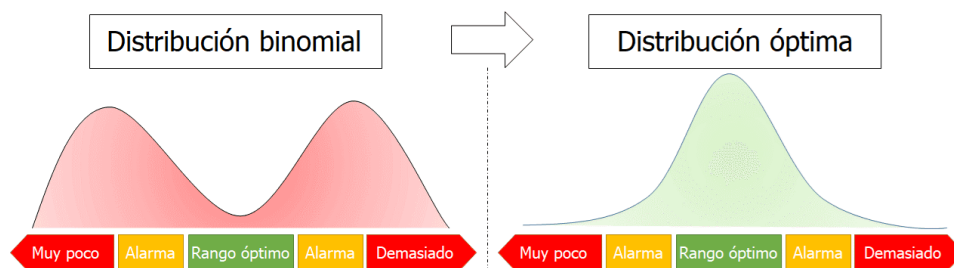 Distribución binomial
Distribución óptima
Muy poco
Alarma
Rango óptimo
Alarma
Demasiado
Muy poco
Alarma
Rango óptimo
Alarma
Demasiado